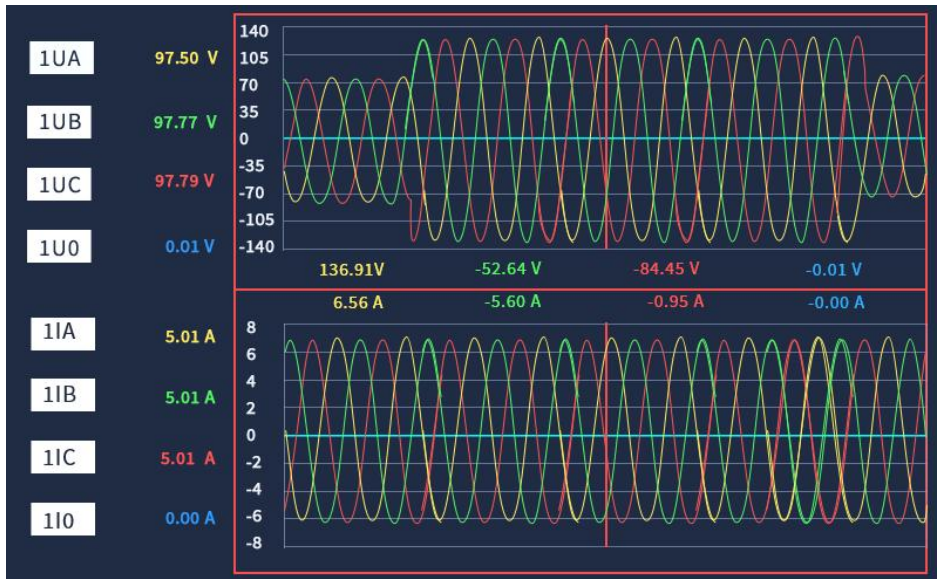 1UA 97.50 V
1UB 97.77 V
1UC 97.79 V
1U0 0.01 V
140
105
70
35
0
-35
-70
-105
-140
136.91V -52.64 V -84.45 V -0.01 V
6.56 A -5.60 A -0.95 A -0.00 A
1IA 5.01 A
1IB 5.01 A
1IC 5.01 A
1I0 0.00 A
8
6
4
2
0
-2
-4
-6
-8